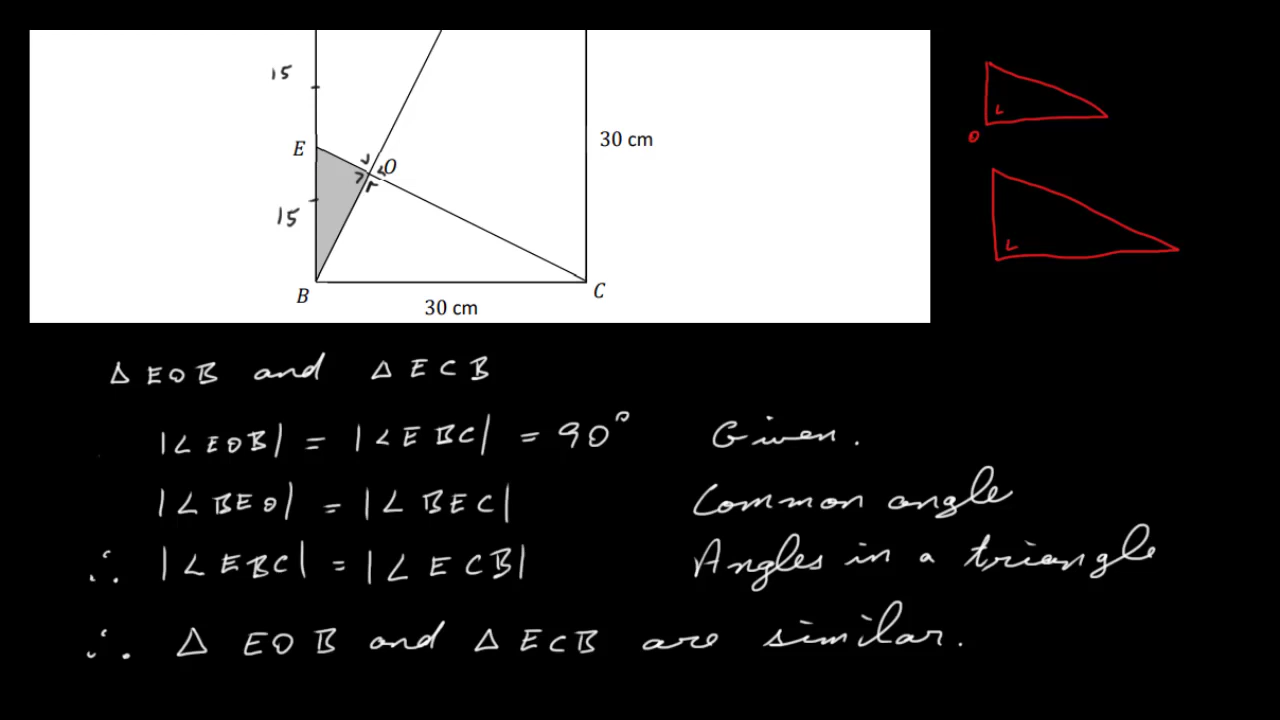 15
E
O
30 cm
15
B
C
30 cm
O
Δ EOB and Δ ECB
|∠EOB| = |∠EBC| = 90° Given.
|∠BEO| = |∠BEC| Common angle
∴ |∠EBC| = |∠ECB| Angles in a triangle
∴ Δ EOB and Δ ECB are similar.